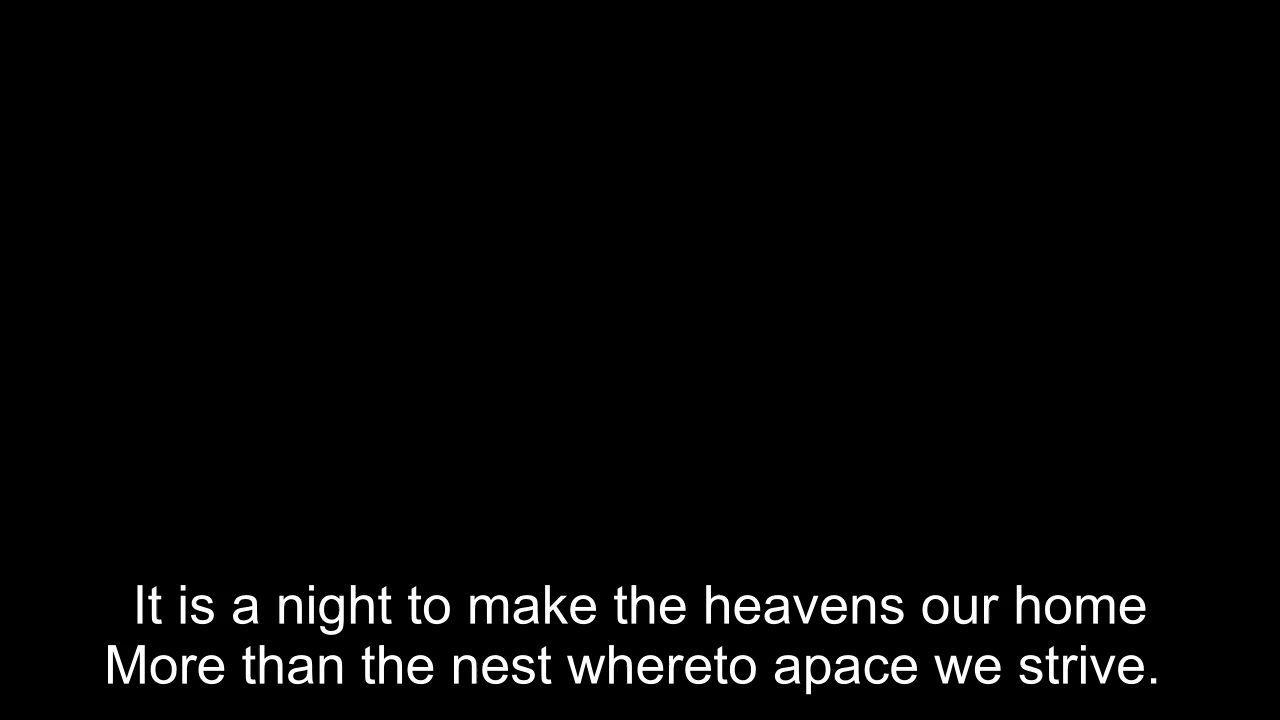 It is a night to make the heavens our home
More than the nest whereto apace we strive.